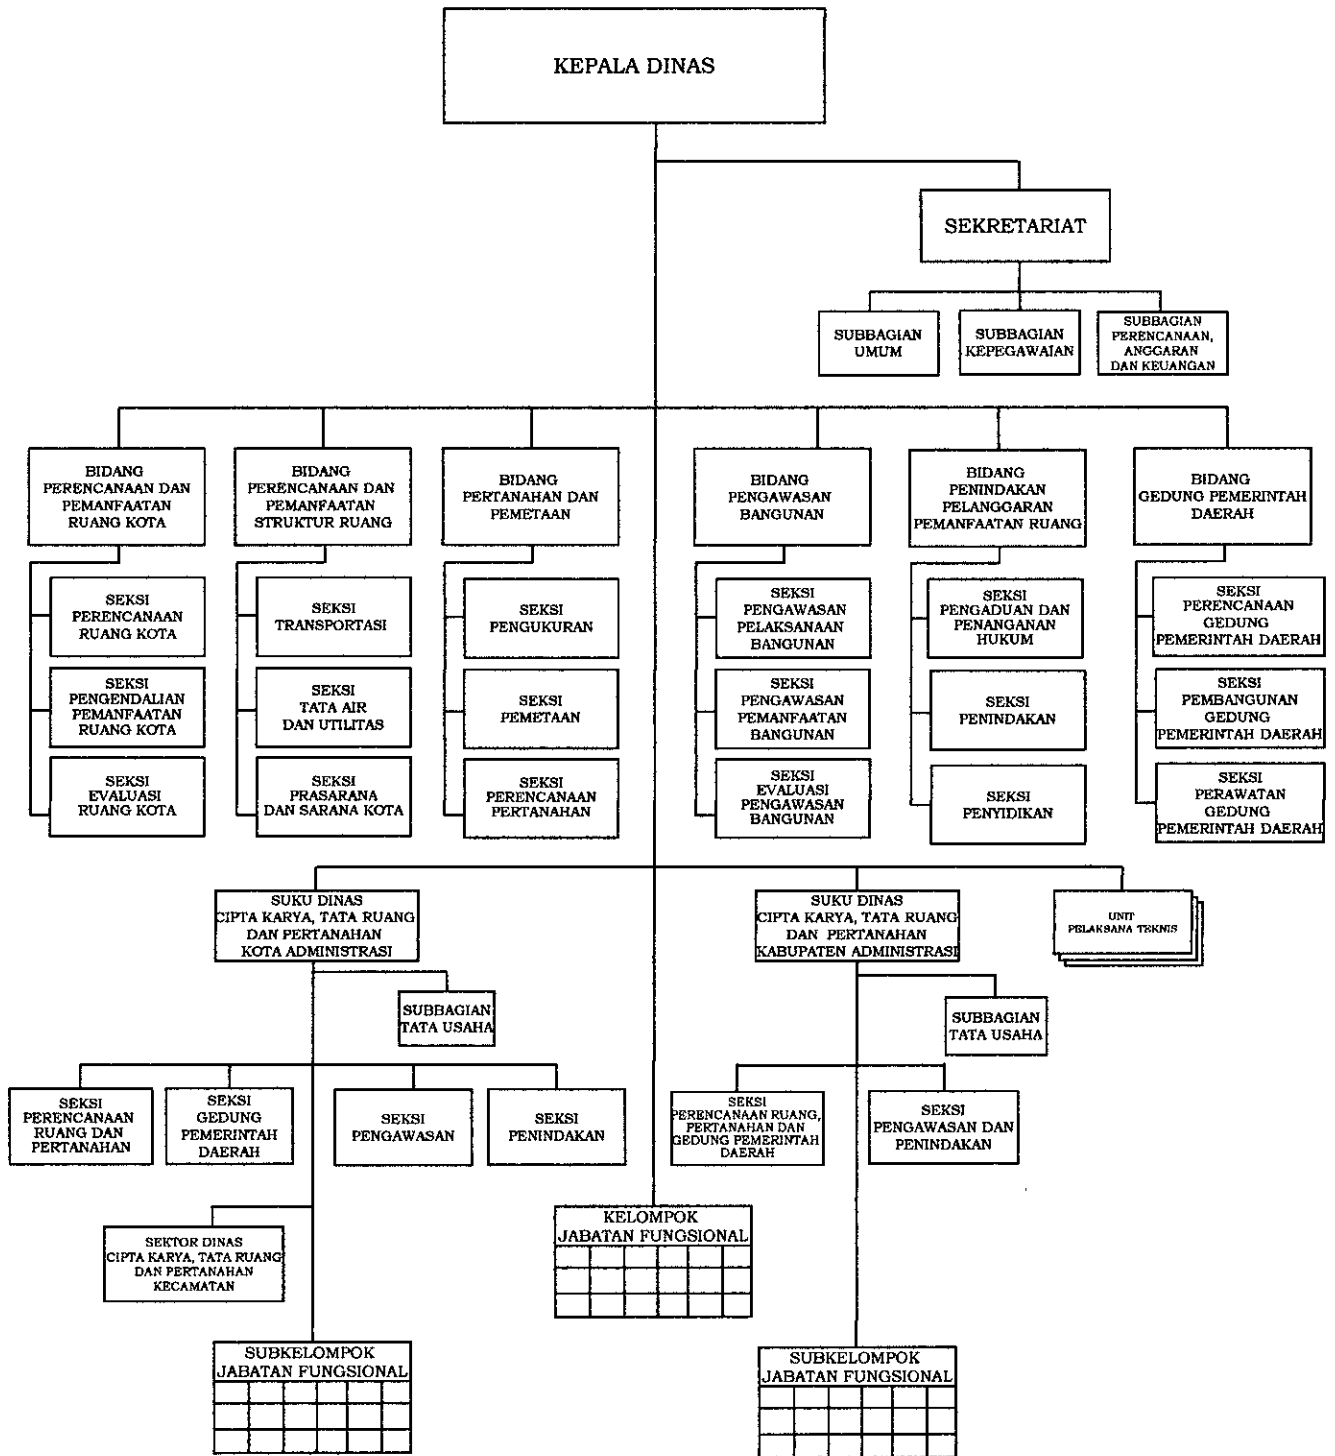 KEPALA DINAS
SEKRETARIAT
SUBBAGIAN
UMUM
SUBBAGIAN
KEPEGAWAIAN
SUBBAGIAN
PERENCANAAN,
ANGGARAN
DAN KEUANGAN
BIDANG
PERENCANAAN DAN
PEMANFAATAN
RUANG KOTA
BIDANG
PERENCANAAN DAN
PEMANFAATAN
STRUKTUR RUANG
BIDANG
PERTANAHAN DAN
PEMETAAN
BIDANG
PENGAWASAN
BANGUNAN
BIDANG
PENINDAKAN
PELANGGARAN
PEMANFAATAN RUANG
BIDANG
GEDUNG PEMERINTAH
DAERAH
SEKSI
PERENCANAAN
RUANG KOTA
SEKSI
TRANSPORTASI
SEKSI
PENGUKURAN
SEKSI
PENGAWASAN
PELAKSANAAN
BANGUNAN
SEKSI
PENGADUAN DAN
PENANGANAN
HUKUM
SEKSI
PERENCANAAN
GEDUNG
PEMERINTAH DAERAH
SEKSI
PENGENDALIAN
PEMANFAATAN
RUANG KOTA
SEKSI
TATA AIR
DAN UTILITAS
SEKSI
PEMETAAN
SEKSI
PENGAWASAN
PEMANFAATAN
BANGUNAN
SEKSI
PENINDAKAN
SEKSI
PEMBANGUNAN
GEDUNG
PEMERINTAH DAERAH
SEKSI
EVALUASI
RUANG KOTA
SEKSI
PRASARANA
DAN SARANA KOTA
SEKSI
PERENCANAAN
PERTANAHAN
SEKSI
EVALUASI
PENGAWASAN
BANGUNAN
SEKSI
PENYIDIKAN
SEKSI
PERAWATAN
GEDUNG
PEMERINTAH DAERAH
SUKU DINAS
CIPTA KARYA, TATA RUANG
DAN PERTANAHAN
KOTA ADMINISTRASI
SUKU DINAS
CIPTA KARYA, TATA RUANG
DAN PERTANAHAN
KABUPATEN ADMINISTRASI
UNIT
PELAKSANA TEKNIS
SUBBAGIAN
TATA USAHA
SUBBAGIAN
TATA USAHA
SEKSI
PERENCANAAN
RUANG DAN
PERTANAHAN
SEKSI
GEDUNG
PEMERINTAH
DAERAH
SEKSI
PENGAWASAN
SEKSI
PENINDAKAN
SEKSI
PERENCANAAN RUANG,
PERTANAHAN DAN
GEDUNG PEMERINTAH
DAERAH
SEKSI
PENGAWASAN DAN
PENINDAKAN
SEKTOR DINAS
CIPTA KARYA, TATA RUANG
DAN PERTANAHAN
KECAMATAN
KELOMPOK
JABATAN FUNGSIONAL
SUBKELOMPOK
JABATAN FUNGSIONAL
SUBKELOMPOK
JABATAN FUNGSIONAL